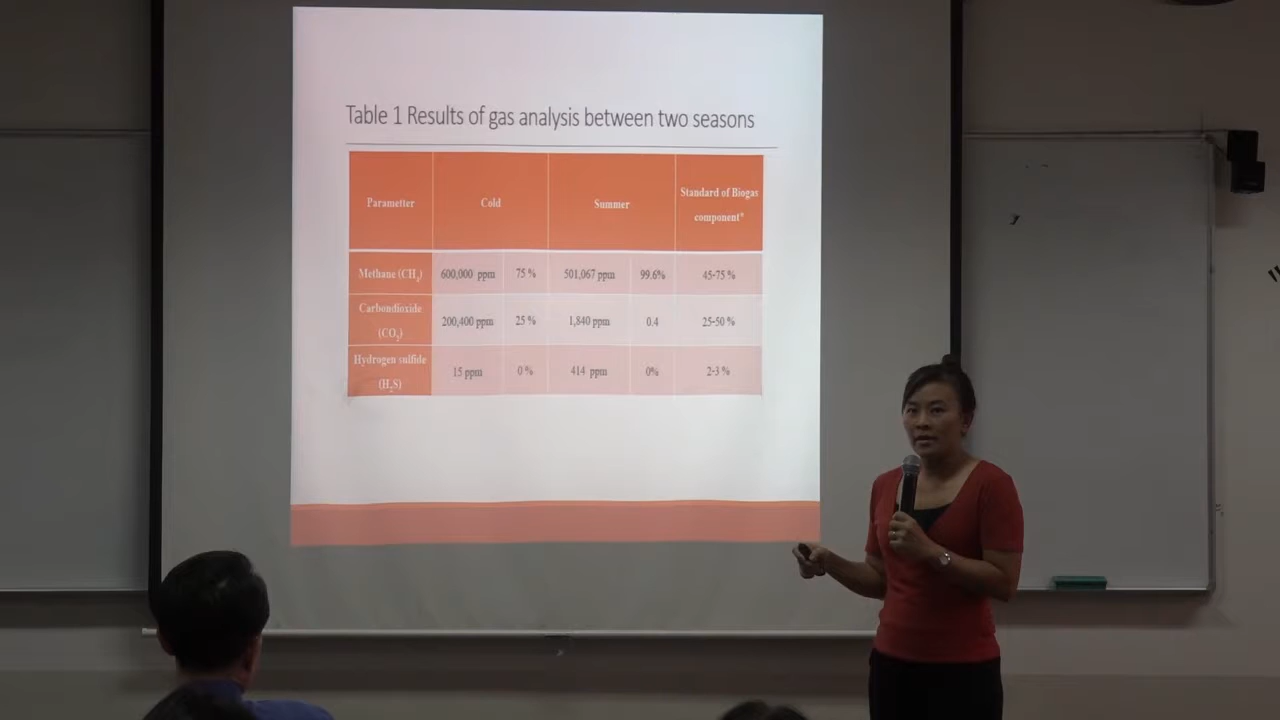 Table 1 Results of gas analysis between two seasons
Parametter Cold Summer Standard of Biogas
component*
Methane (CH4) 600,000 ppm 75 % 501,067 ppm 99.6% 45-75 %
Carbondioxide
(CO2) 200,400 ppm 25 % 1,840 ppm 0.4 25-50 %
Hydrogen sulfide
(H2S) 15 ppm 0 % 414 ppm 0% 2-3 %